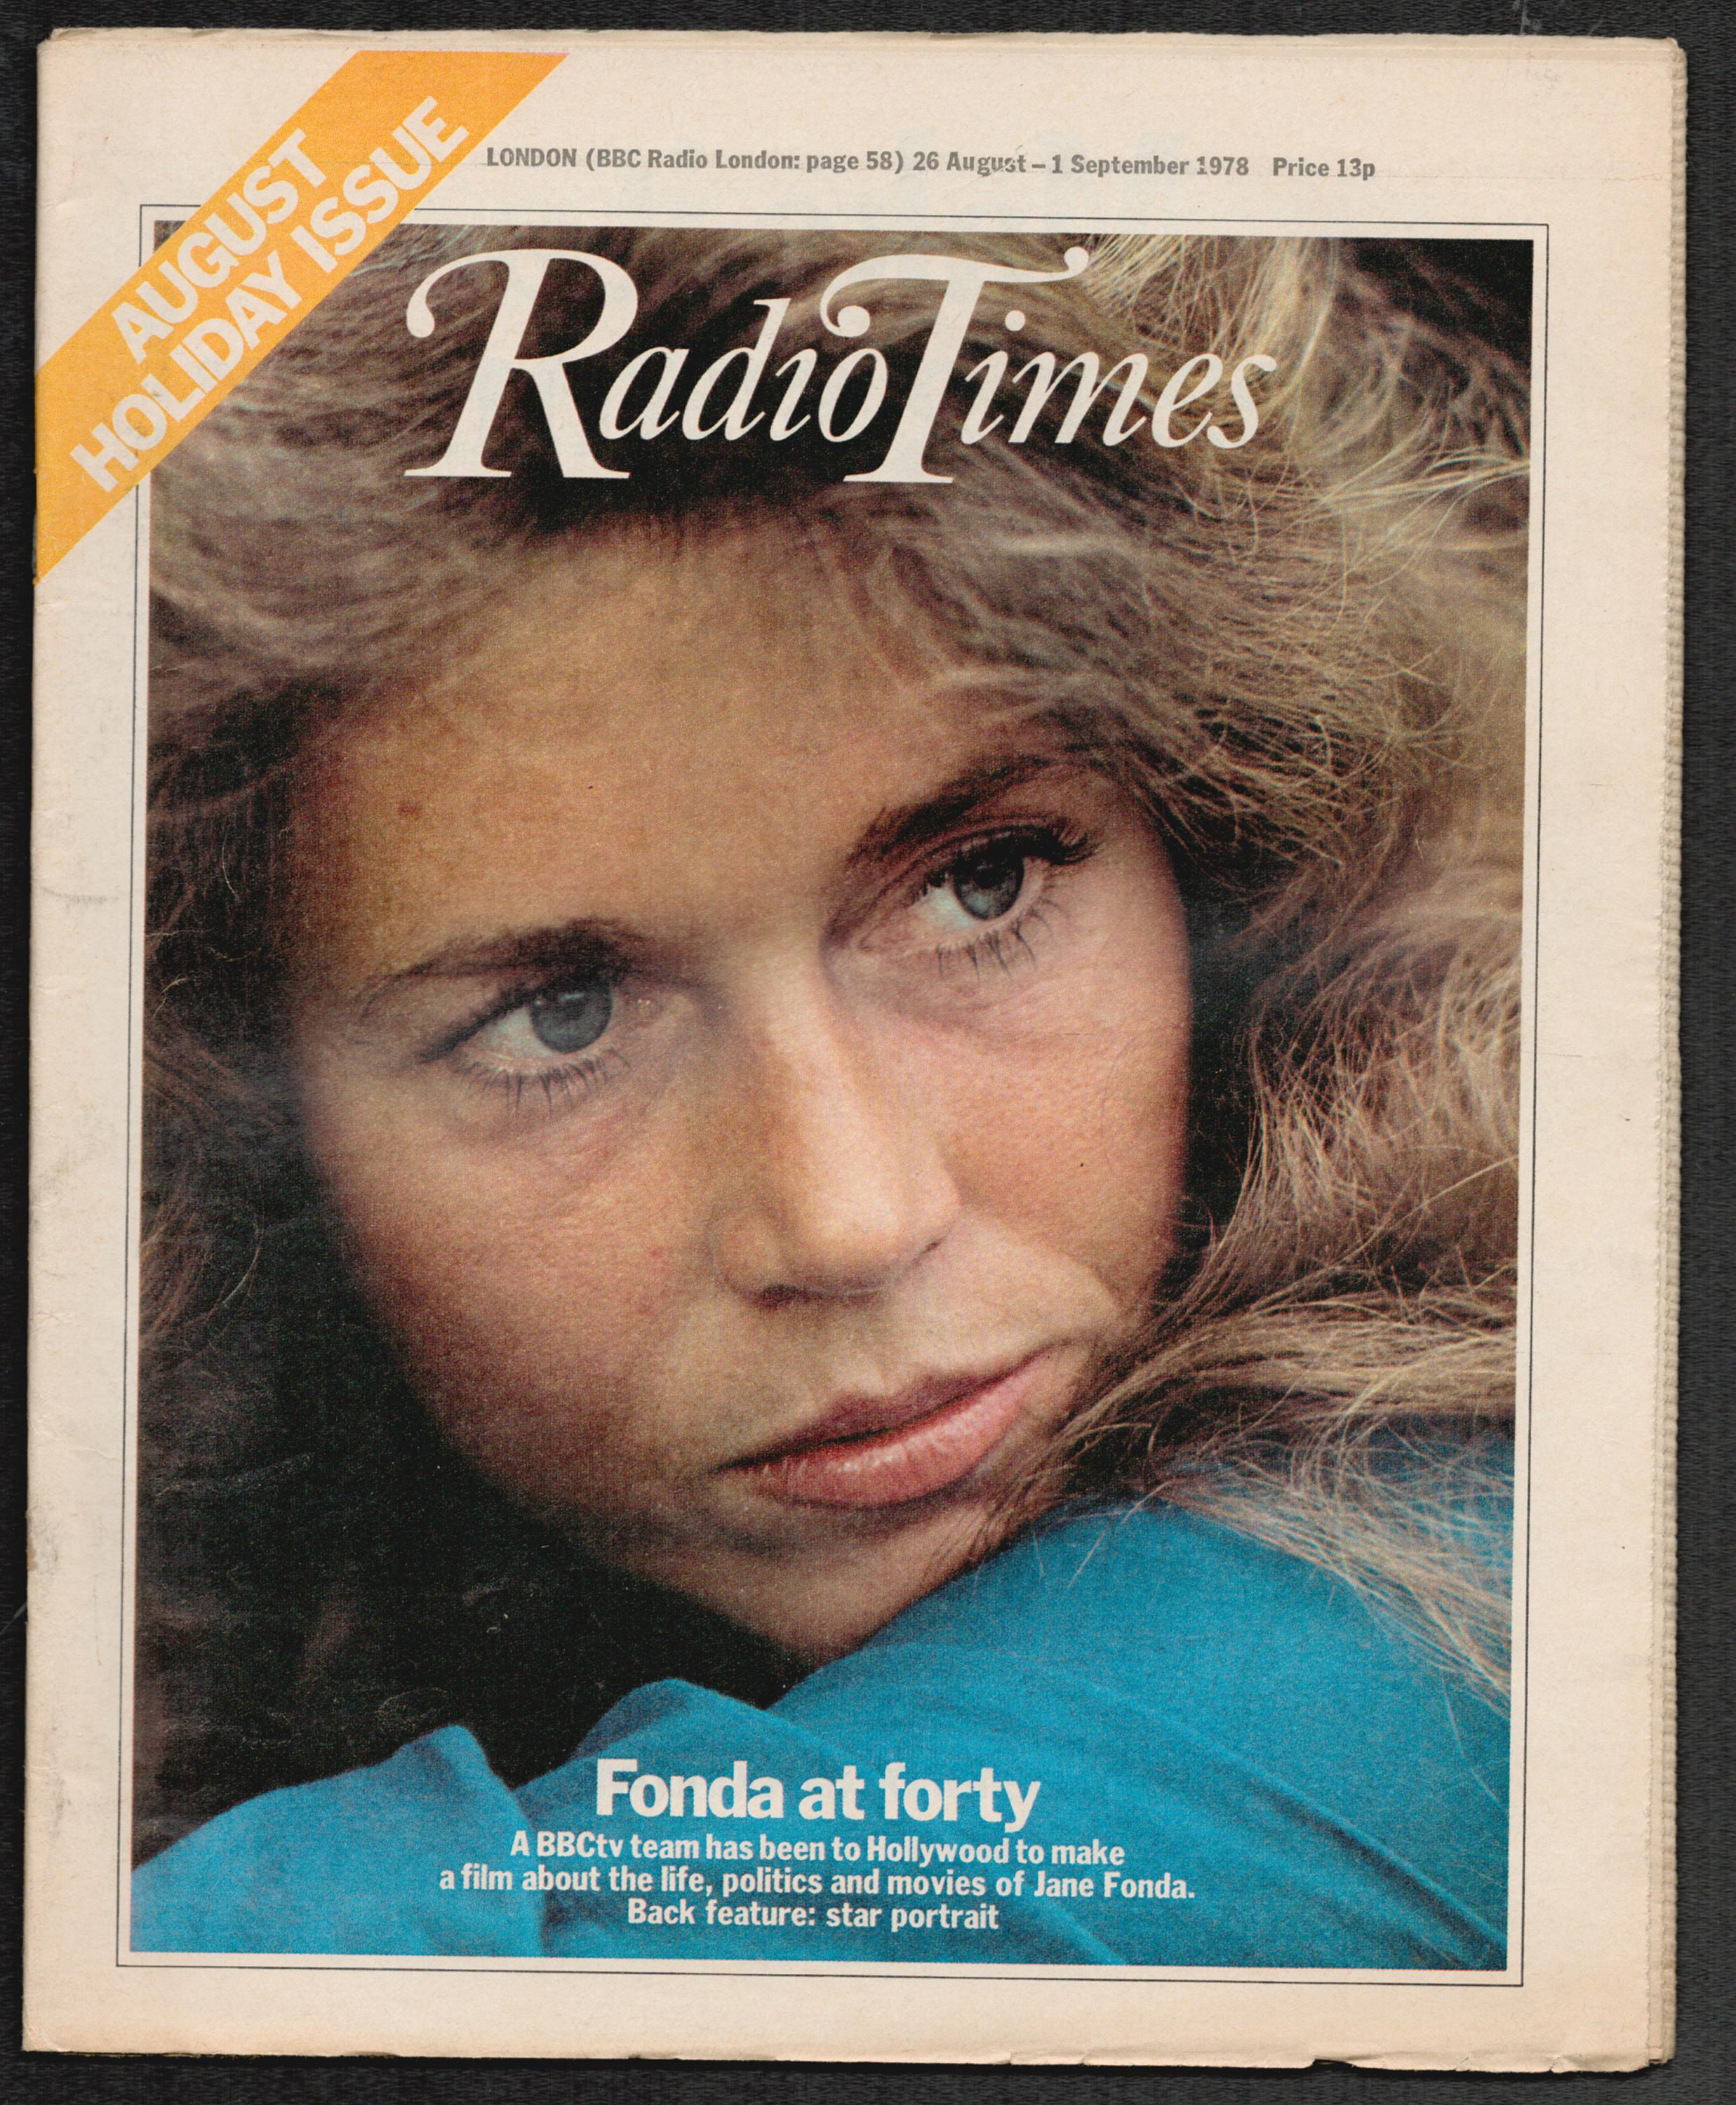 AUGUST
HOLIDAY ISSUE
LONDON (BBC Radio London: page 58) 26 August – 1 September 1978 Price 13p
Radio Times
Fonda at forty
A BBCtv team has been to Hollywood to make
a film about the life, politics and movies of Jane Fonda.
Back feature: star portrait